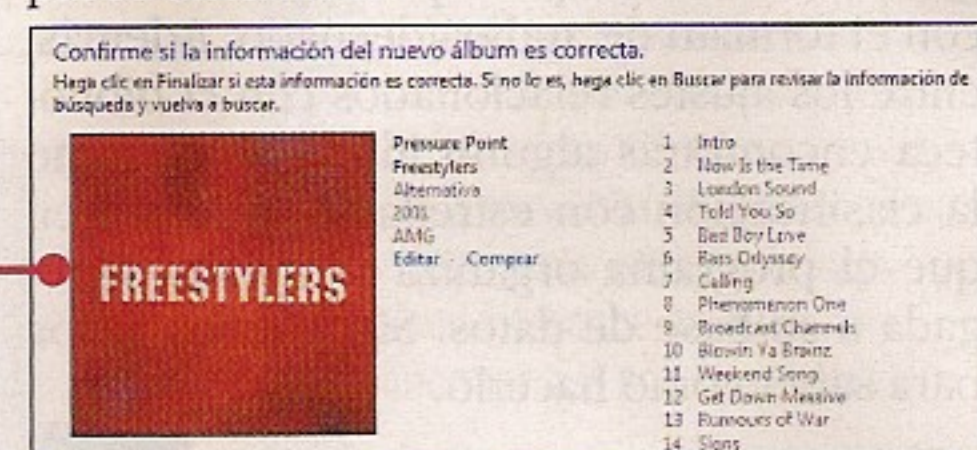 Confirme si la información del nuevo álbum es correcta.
Haga clic en Finalizar si esta información es correcta. Si no lo es, haga clic en Buscar para revisar la información de
búsqueda y vuelva a buscar.
FREESTYLERS
Pressure Point
Freestylers
Alternativa
2001
AMG
Editar Comprar
1 Intro
2 Now Is the Time
3 London Sound
4 Told You So
5 Bad Boy Love
6 Bass Odyssey
7 Calling
8 Phenomenon One
9 Broadcast Channels
10 Blowin Ya Brainz
11 Weekend Song
12 Get Down Massive
13 Rumours of War
14 Signs